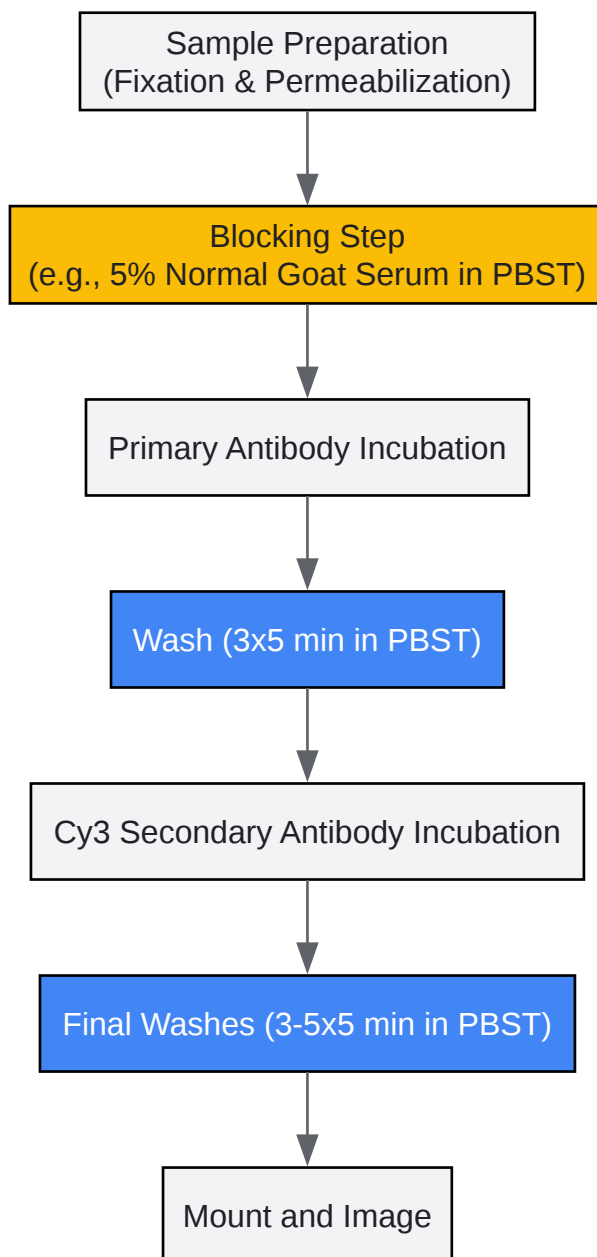 Sample Preparation
(Fixation & Permeabilization)
Blocking Step
(e.g., 5% Normal Goat Serum in PBST)
Primary Antibody Incubation
Wash (3x5 min in PBST)
Cy3 Secondary Antibody Incubation
Final Washes (3-5x5 min in PBST)
Mount and Image